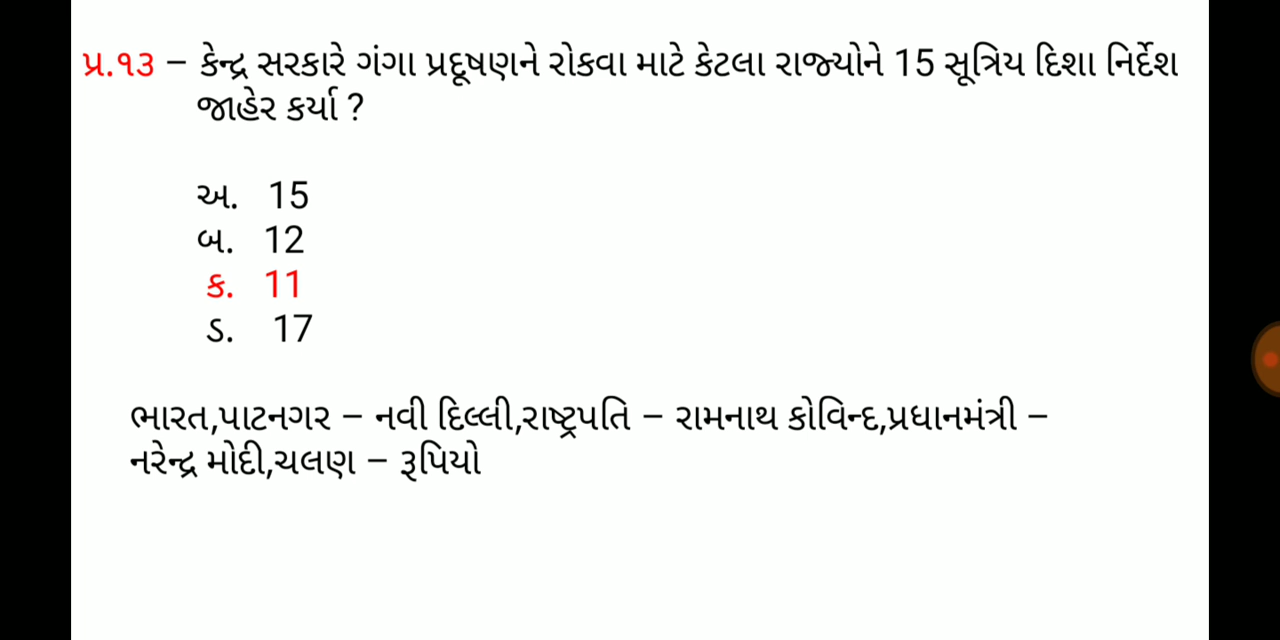 પ્ર.૧૩ – કેન્દ્ર સરકારે ગંગા પ્રદૂષણને રોકવા માટે કેટલા રાજ્યોને 15 સૂત્રિય દિશા નિર્દેશ
જાહેર કર્યા ?
અ. 15
બ. 12
ક. 11
ડ. 17
ભારત,પાટનગર – નવી દિલ્લી,રાષ્ટ્રપતિ – રામનાથ કોવિન્દ,પ્રધાનમંત્રી –
નરેન્દ્ર મોદી,ચલણ – રૂપિયો